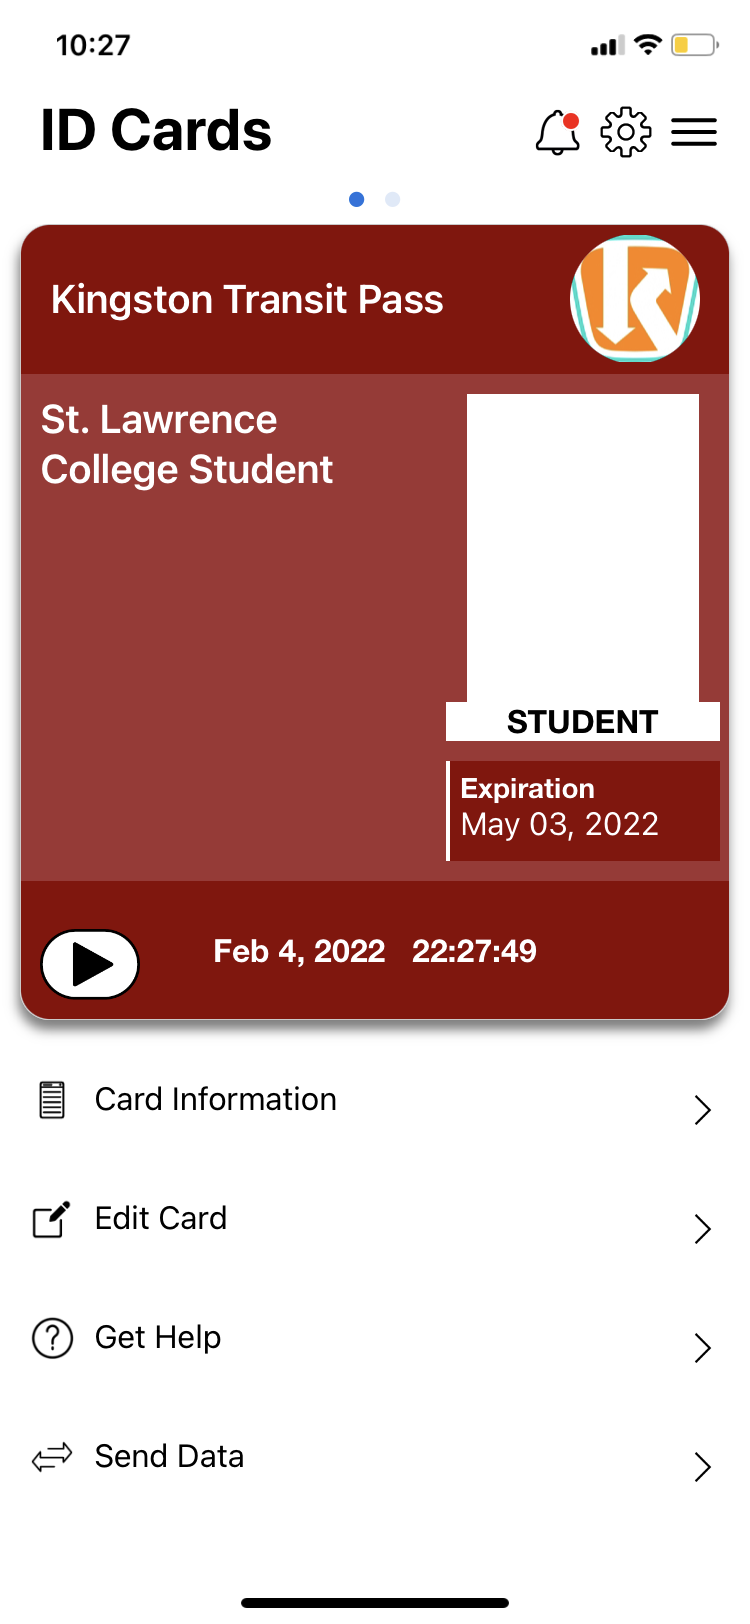 10:27
ID Cards
Kingston Transit Pass
St. Lawrence
College Student
STUDENT
Expiration
May 03, 2022
Feb 4, 2022 22:27:49
Card Information
Edit Card
Get Help
Send Data